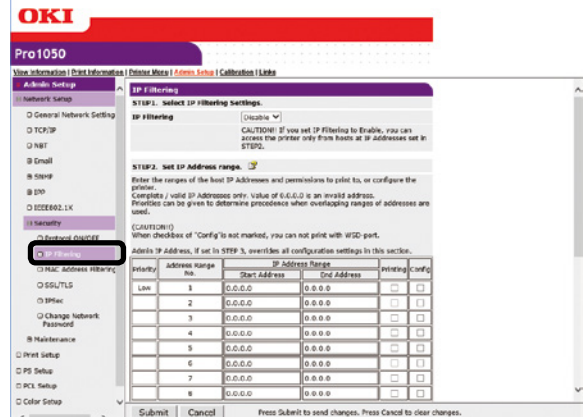 OKI
Pro1050
View Information | Print Information | Printer Menu | Admin Setup | Calibration | Links
Admin Setup
Network Setup
General Network Setting
TCP/IP
NBT
Email
SNMP
IPP
IEEE802.1X
Security
Protocol ON/OFF
IP Filtering
MAC Address Filtering
SSL/TLS
IPSec
Change Network
Password
Maintenance
Print Setup
PS Setup
PCL Setup
Color Setup
IP Filtering
STEP1. Select IP Filtering Settings.
IP Filtering Disable
CAUTION!! If you set IP Filtering to Enable, you can
access the printer only from hosts at IP Addresses set in
STEP2.
STEP2. Set IP Address range.
Enter the ranges of the host IP Addresses and permissions to print to, or configure the
printer.
Complete / valid IP Addresses only. Value of 0.0.0.0 is an invalid address.
Priorities can be given to determine precedence when overlapping ranges of addresses are
used.
(CAUTION!)
When checkbox of "Config"is not marked, you can not print with WSD-port.
Admin IP Address, if set in STEP 3, overrides all configuration settings in this section.
Priority Address Range No. IP Address Range Printing Config
Start Address End Address
Low 1 0.0.0.0 0.0.0.0
2 0.0.0.0 0.0.0.0
3 0.0.0.0 0.0.0.0
4 0.0.0.0 0.0.0.0
5 0.0.0.0 0.0.0.0
6 0.0.0.0 0.0.0.0
7 0.0.0.0 0.0.0.0
8 0.0.0.0 0.0.0.0
Submit Cancel Press Submit to send changes. Press Cancel to clear changes.